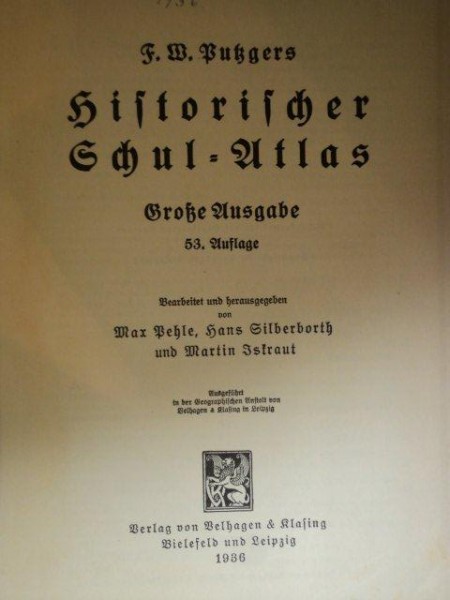 F. W. Putzgers
Hiſtoriſcher
Schul-Atlas
Große Ausgabe
53. Auflage
Bearbeitet und herausgegeben
von
Max Pehle, Hans Silberborth
und Martin Iskraut
Ausgeführt
in der Geographiſchen Anſtalt von
Velhagen & Klaſing in Leipzig
Verlag von Velhagen & Klaſing
Bielefeld und Leipzig
1936